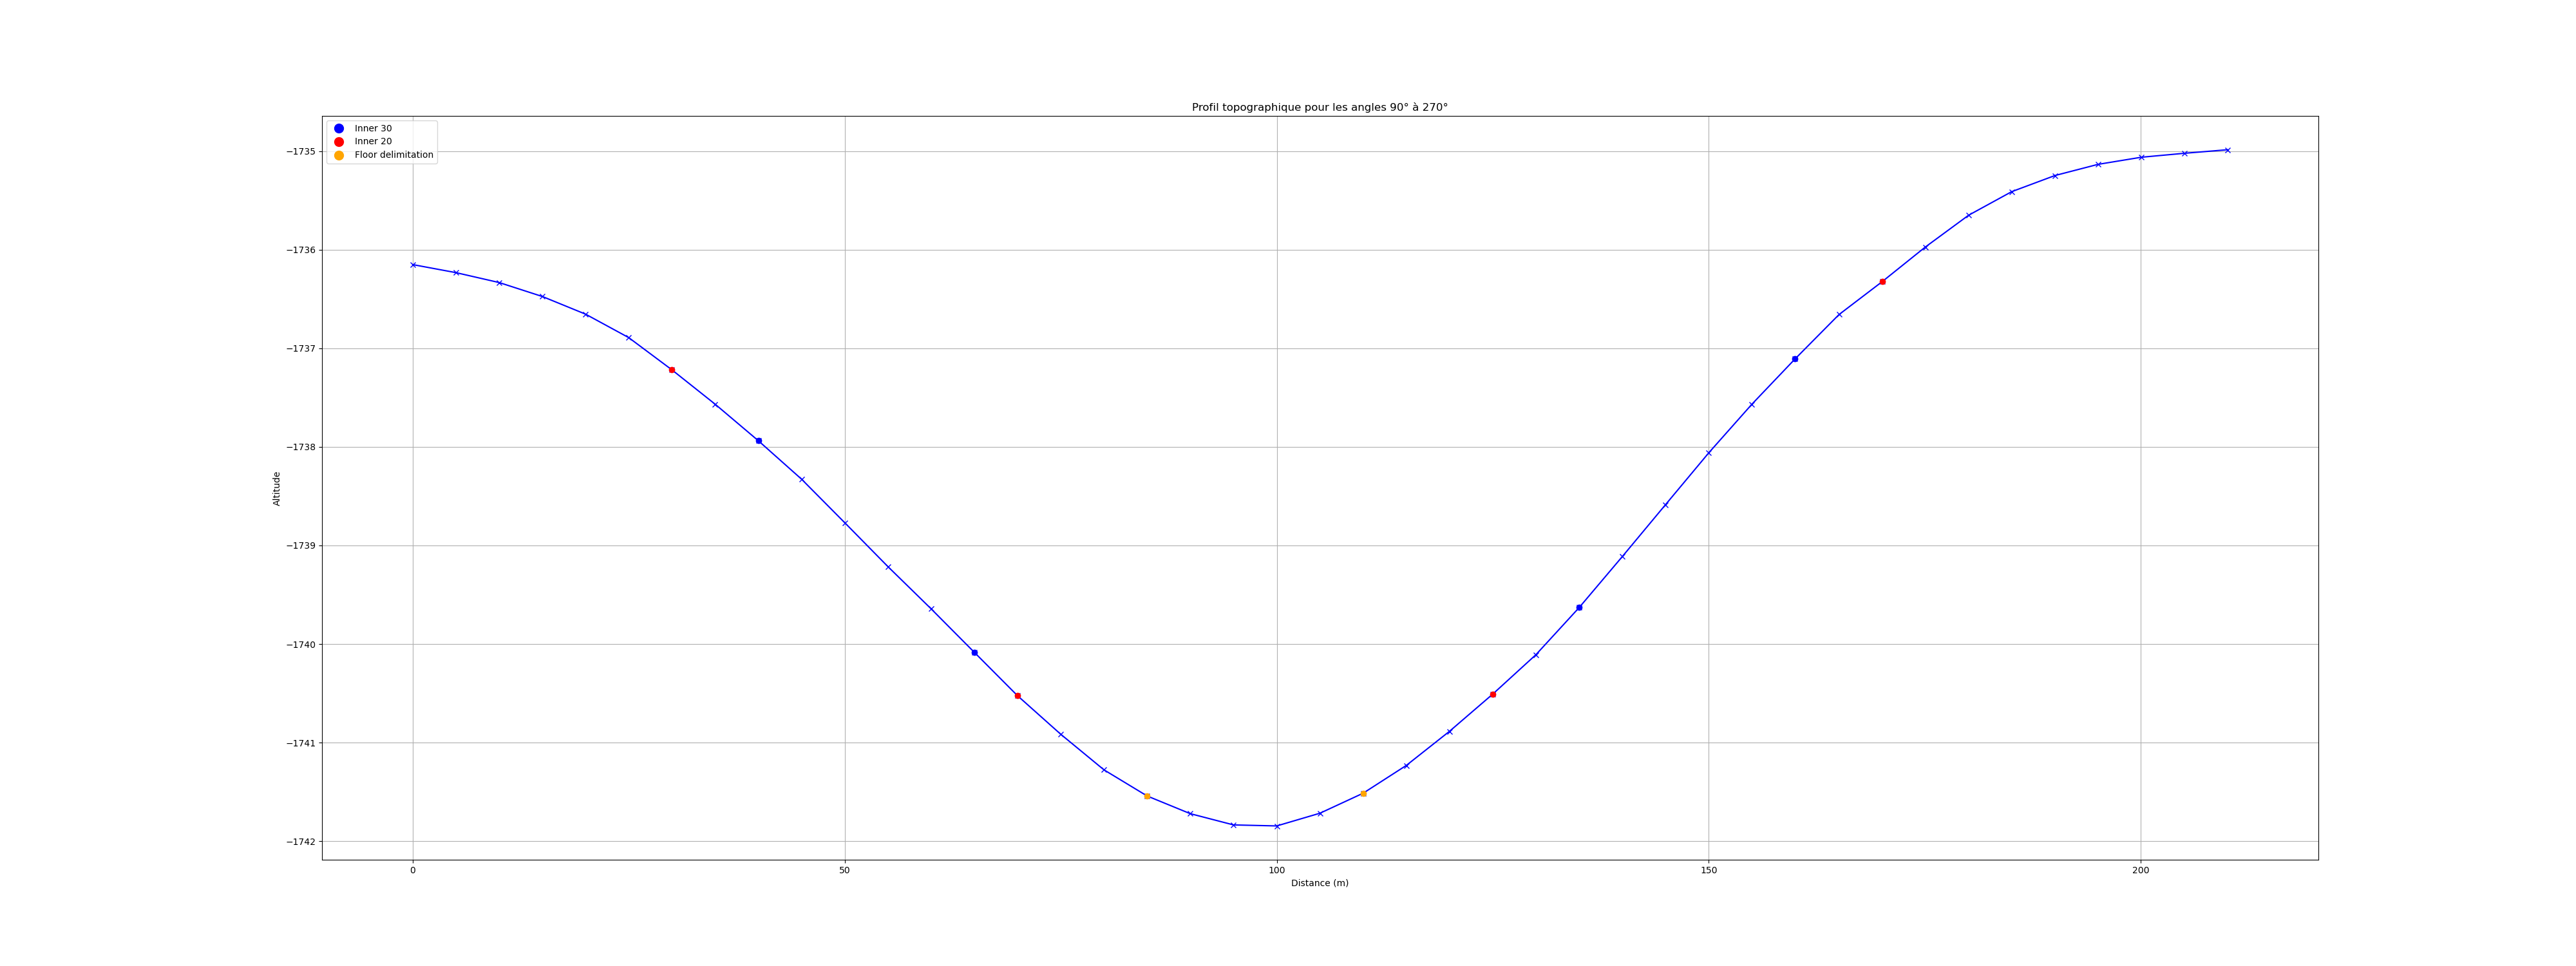 Profil topographique pour les angles 90° à 270°
Inner 30
Inner 20
Floor delimitation
−1735
−1736
−1737
−1738
−1739
−1740
−1741
−1742
Altitude
0 50 100 150 200
Distance (m)